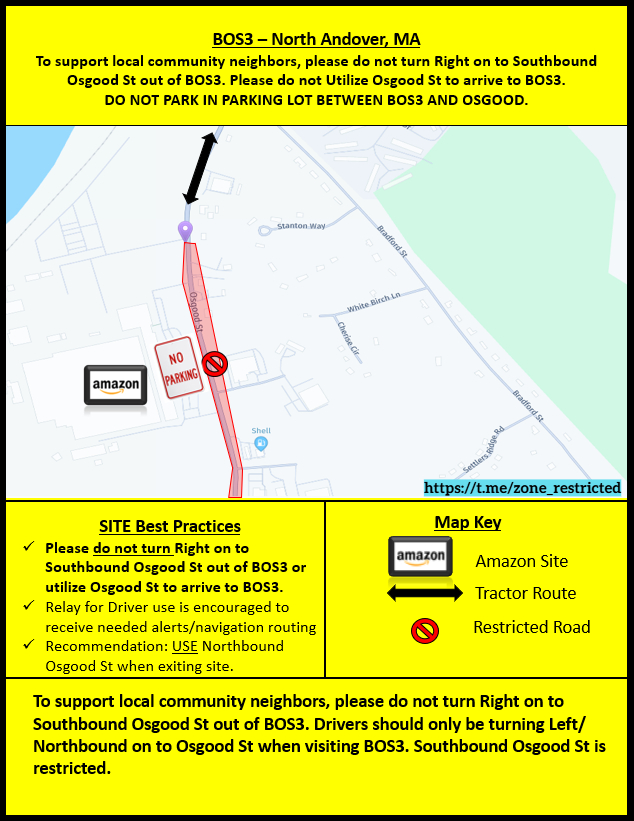 BOS3 – North Andover, MA
To support local community neighbors, please do not turn Right on to Southbound
Osgood St out of BOS3. Please do not Utilize Osgood St to arrive to BOS3.
DO NOT PARK IN PARKING LOT BETWEEN BOS3 AND OSGOOD.
Stanton Way
Bradford St
Osgood St
White Birch Ln
Cherise Cir
NO
PARKING
amazon
Bradford St
Shell
Settlers Ridge Rd
https://t.me/zone_restricted
SITE Best Practices
✓ Please do not turn Right on to
Southbound Osgood St out of BOS3 or
utilize Osgood St to arrive to BOS3.
✓ Relay for Driver use is encouraged to
receive needed alerts/navigation routing
✓ Recommendation: USE Northbound
Osgood St when exiting site.
Map Key
amazon
Amazon Site
Tractor Route
Restricted Road
To support local community neighbors, please do not turn Right on to
Southbound Osgood St out of BOS3. Drivers should only be turning Left/
Northbound on to Osgood St when visiting BOS3. Southbound Osgood St is
restricted.